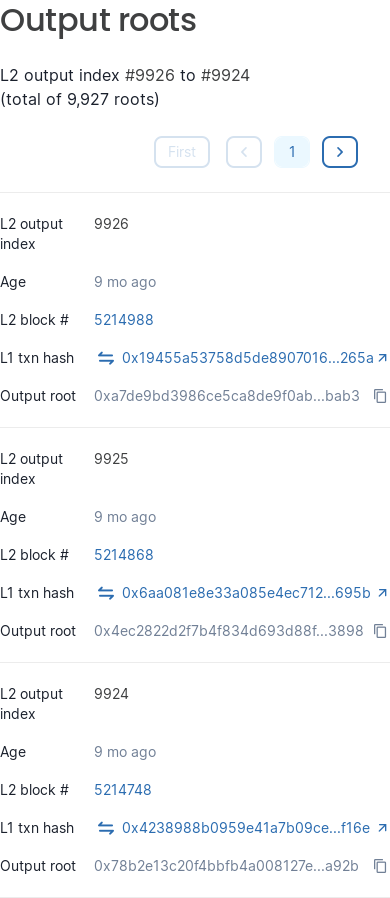 Output roots
L2 output index #9926 to #9924
(total of 9,927 roots)
First
1
L2 output index
9926
Age
9 mo ago
L2 block #
5214988
L1 txn hash
0x19455a53758d5de8907016...265a
Output root
0xa7de9bd3986ce5ca8de9f0ab...bab3
L2 output index
9925
Age
9 mo ago
L2 block #
5214868
L1 txn hash
0x6aa081e8e33a085e4ec712...695b
Output root
0x4ec2822d2f7b4f834d693d88f...3898
L2 output index
9924
Age
9 mo ago
L2 block #
5214748
L1 txn hash
0x4238988b0959e41a7b09ce...f16e
Output root
0x78b2e13c20f4bbfb4a008127e...a92b